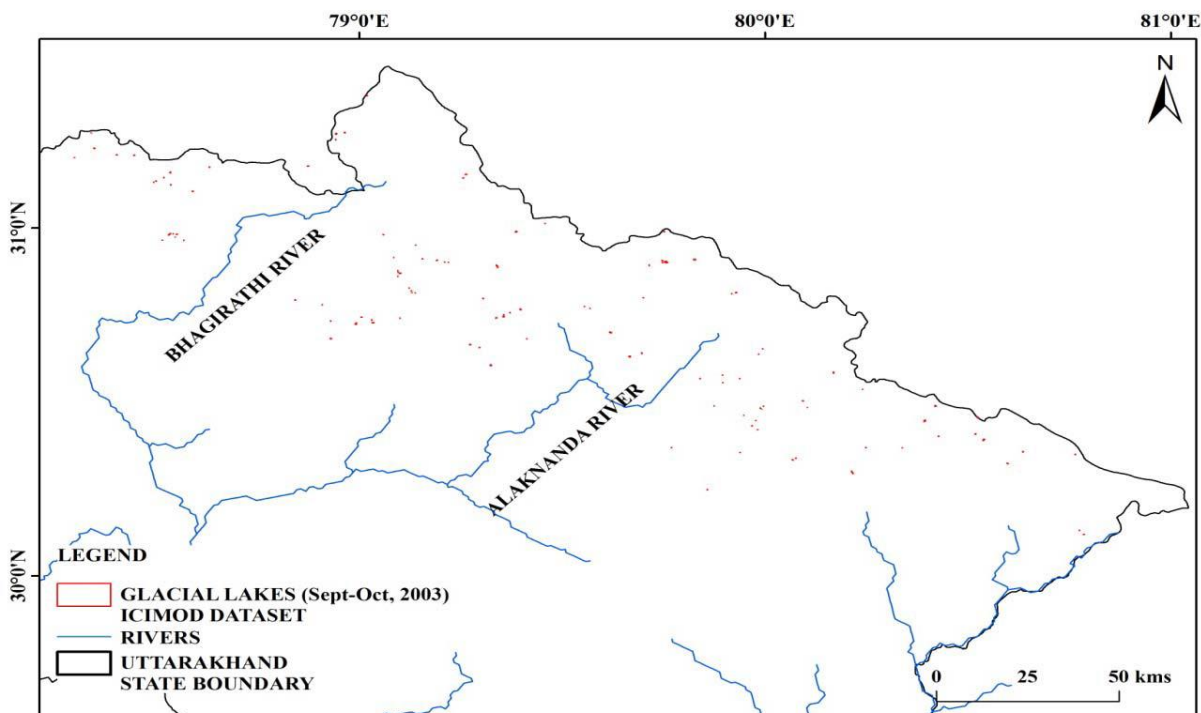 79°0'E
80°0'E
81°0'E
N
31°0'N
BHAGIRATHI RIVER
ALAKNANDA RIVER
30°0'N
LEGEND
GLACIAL LAKES (Sept-Oct, 2003)
ICIMOD DATASET
RIVERS
UTTARAKHAND
STATE BOUNDARY
0 25 50 kms